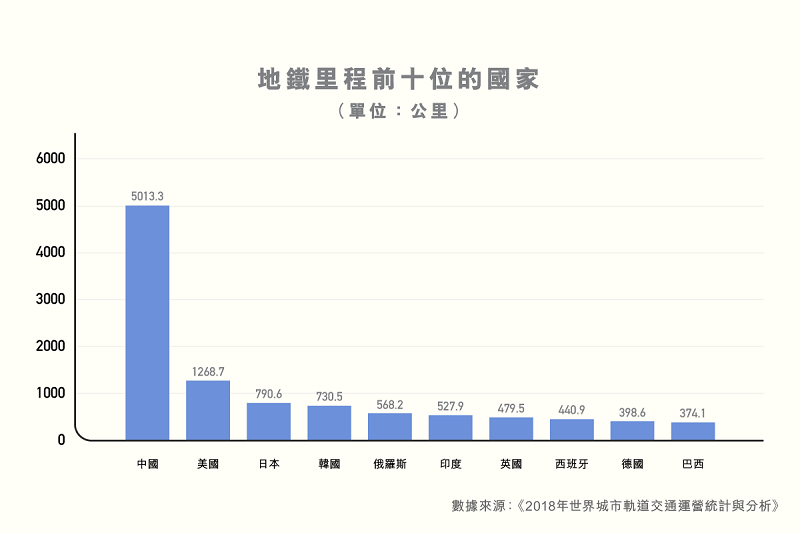 地鐵里程前十位的國家
（單位：公里）
6000
5000
4000
3000
2000
1000
0
5013.3
1268.7
790.6
730.5
568.2
527.9
479.5
440.9
398.6
374.1
中國
美國
日本
韓國
俄羅斯
印度
英國
西班牙
德國
巴西
數據來源：《2018年世界城市軌道交通運營統計與分析》